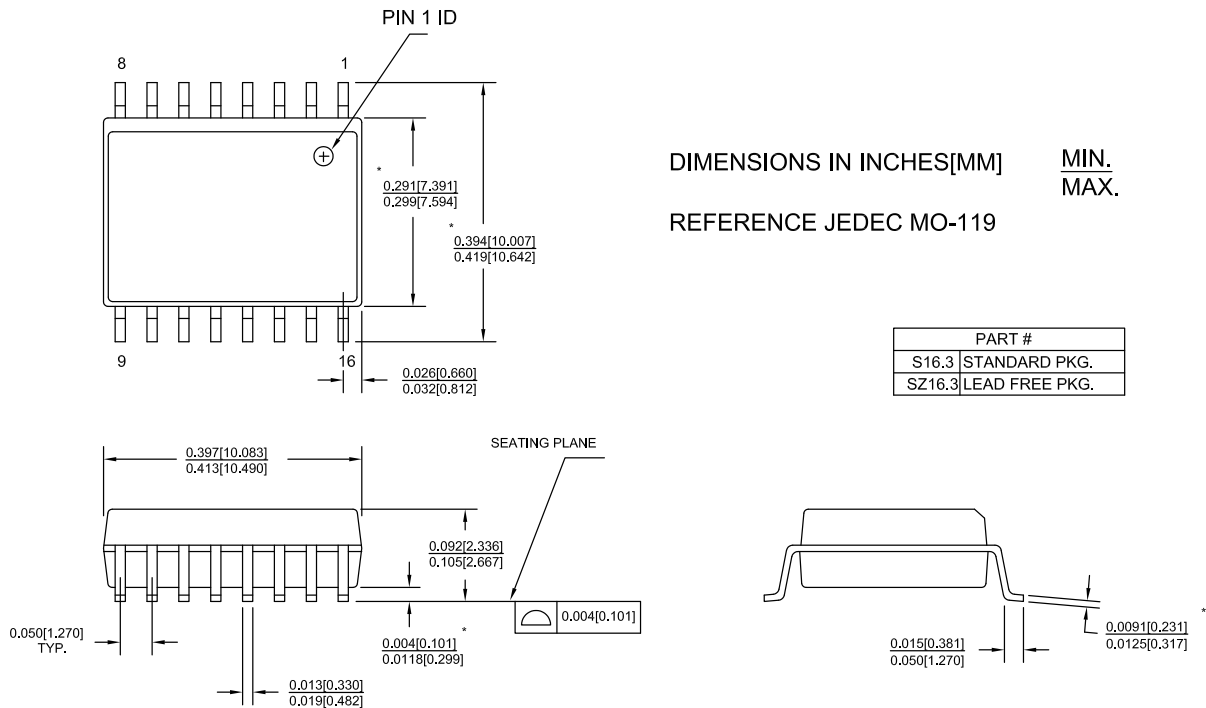 PIN 1 ID
8
1
*
0.291[7.391]
0.299[7.594]
*
0.394[10.007]
0.419[10.642]
9
16
0.026[0.660]
0.032[0.812]
DIMENSIONS IN INCHES[MM]
MIN.
MAX.
REFERENCE JEDEC MO-119
PART #
S16.3 STANDARD PKG.
SZ16.3 LEAD FREE PKG.
0.397[10.083]
0.413[10.490]
SEATING PLANE
0.092[2.336]
0.105[2.667]
0.004[0.101]
0.050[1.270]
TYP.
*
0.004[0.101]
0.0118[0.299]
0.013[0.330]
0.019[0.482]
0.015[0.381]
0.050[1.270]
*
0.0091[0.231]
0.0125[0.317]